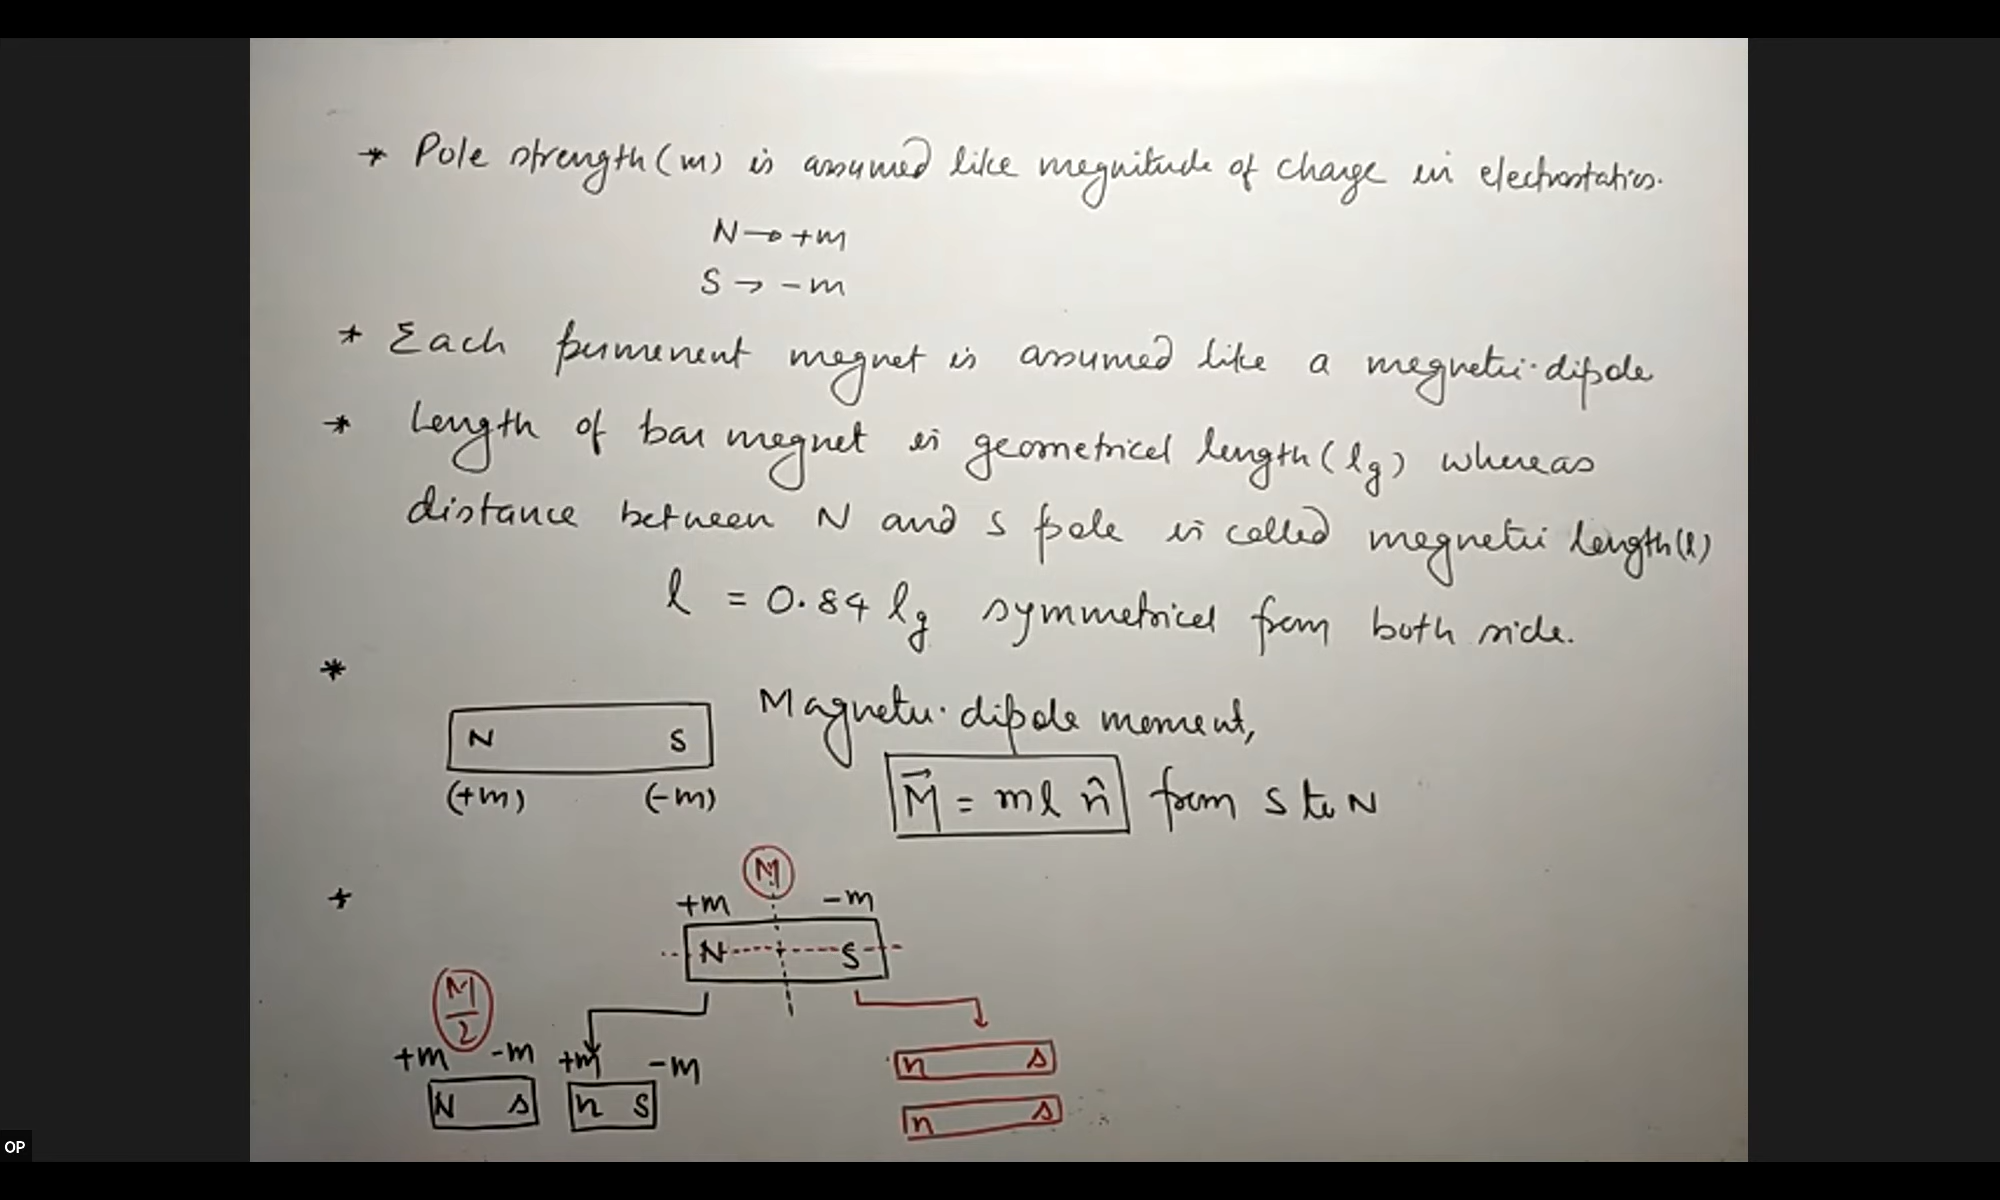 * Pole strength (m) is assumed like megnitude of charge in electrostatics.
N → +m
S → -m
* Each permenent megnet is assumed like a megnetic dipole
* Length of bar megnet is geometricel length (lg) whereas
distance between N and S pole is called megnetic length (l)
l = 0.84 lg symmetricel from both side.
*
N S
(+m) (-m)
Magnetic dipole moment,
M⃗ = ml n̂ from S to N
*
M
+m -m
N S
M/2
+m -m +m -m
N s n S
n s
n s
OP